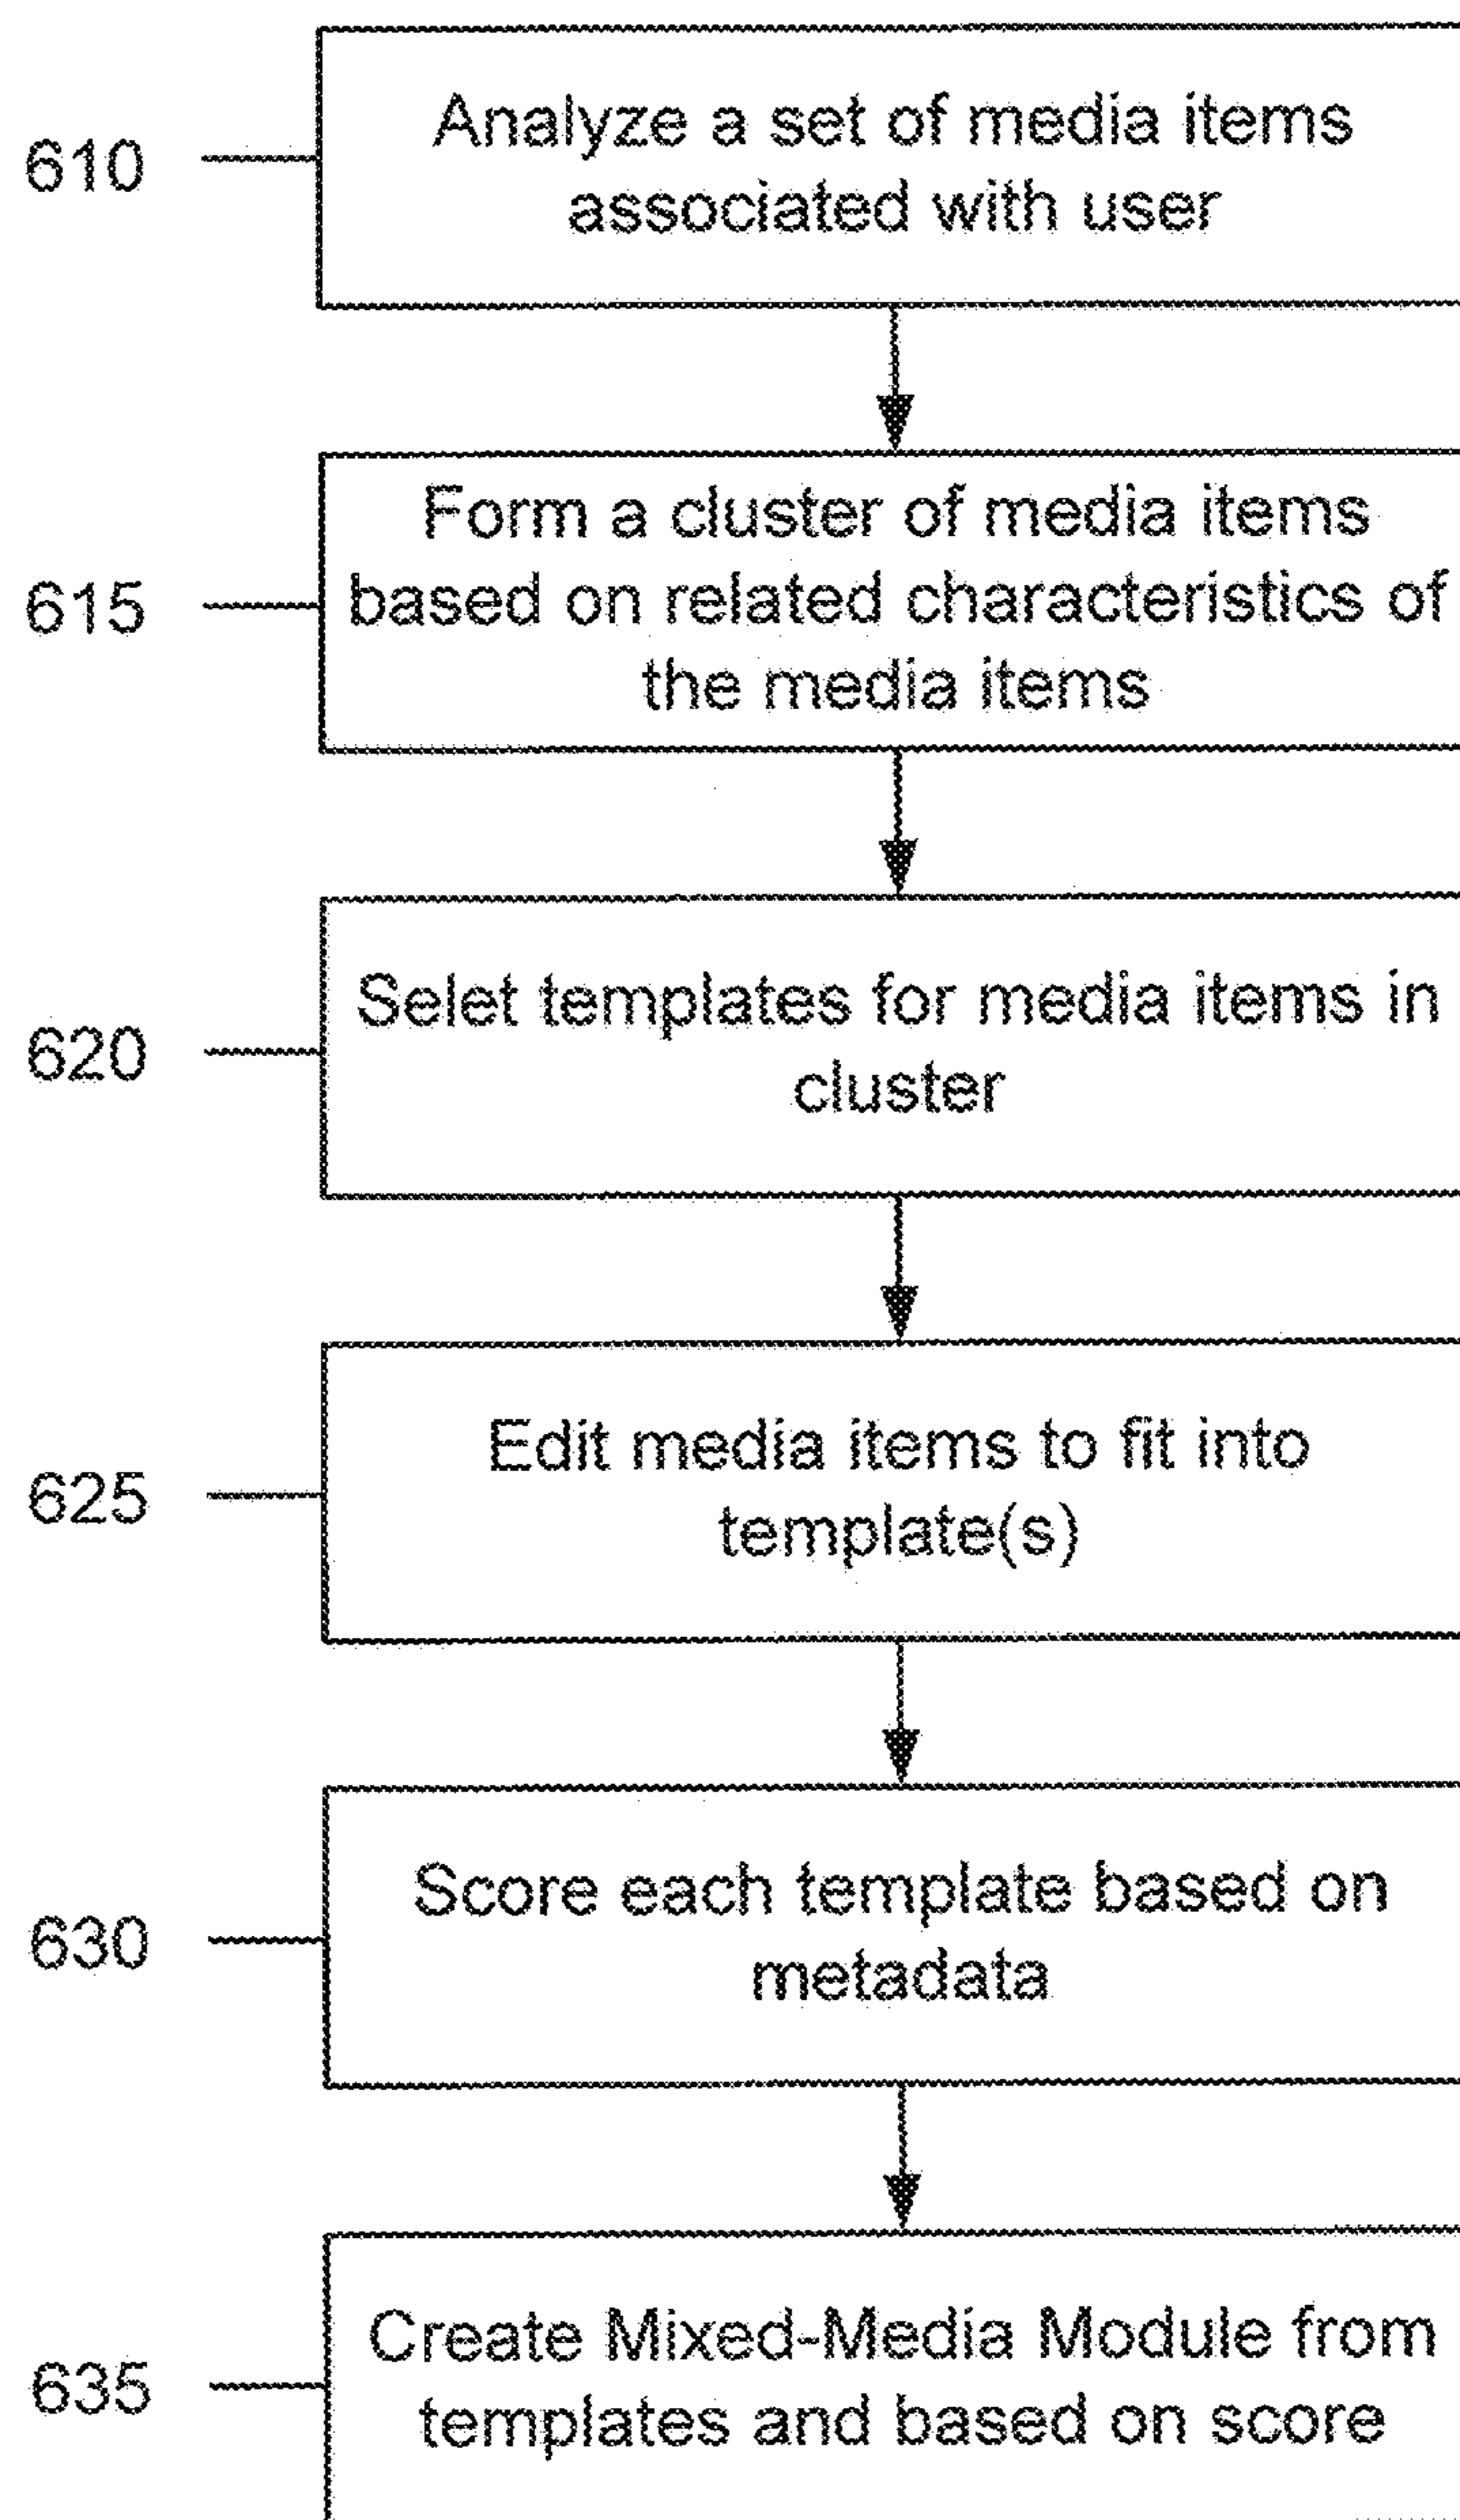 610
Analyze a set of media items
associated with user
615
Form a cluster of media items
based on related characteristics of
the media items
620
Selet templates for media items in
cluster
625
Edit media items to fit into
template(s)
630
Score each template based on
metadata
635
Create Mixed-Media Module from
templates and based on score